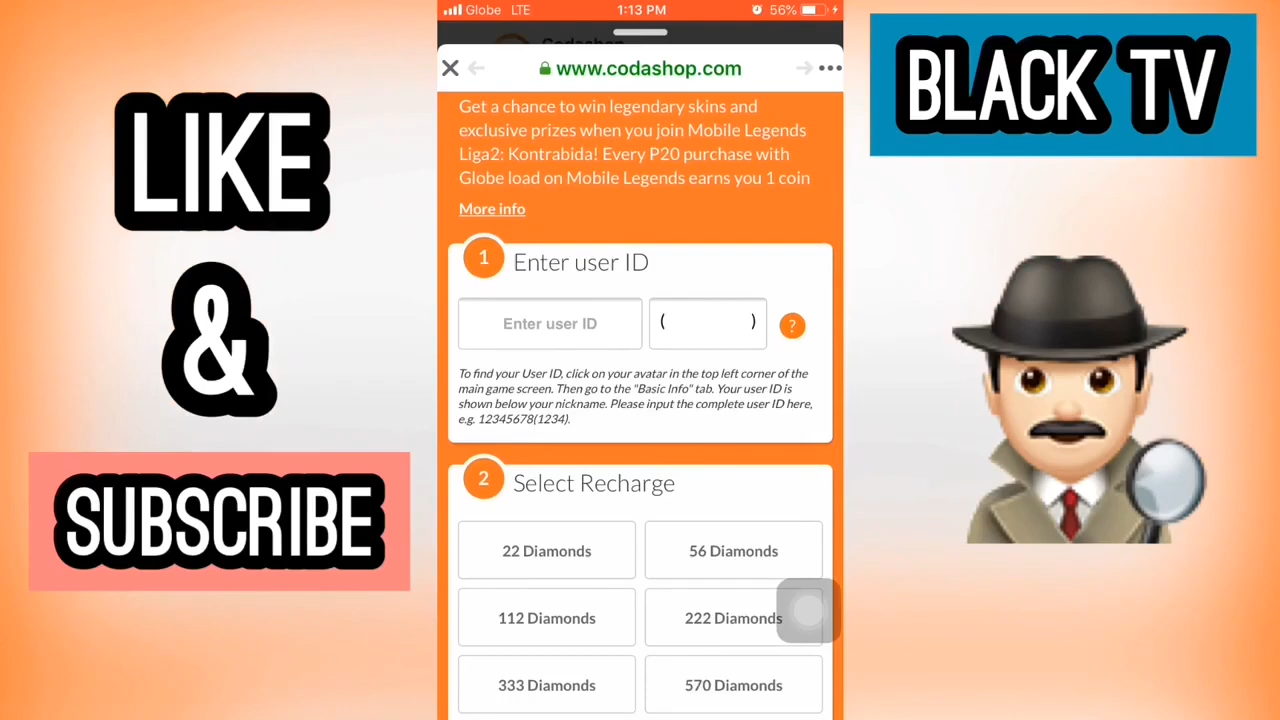 LIKE
&
SUBSCRIBE
Globe LTE
1:13 PM
56%
Codashop
www.codashop.com
Get a chance to win legendary skins and
exclusive prizes when you join Mobile Legends
Liga2: Kontrabida! Every P20 purchase with
Globe load on Mobile Legends earns you 1 coin
More info
1 Enter user ID
Enter user ID ( ) ?
To find your User ID, click on your avatar in the top left corner of the
main game screen. Then go to the "Basic Info" tab. Your user ID is
shown below your nickname. Please input the complete user ID here,
e.g. 12345678(1234).
2 Select Recharge
22 Diamonds
56 Diamonds
112 Diamonds
222 Diamonds
333 Diamonds
570 Diamonds
BLACK TV